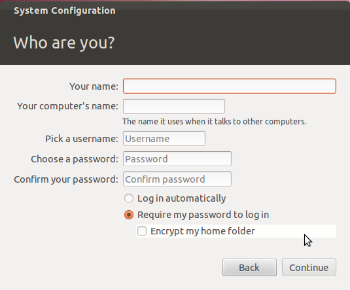 System Configuration
Who are you?
Your name:
Your computer's name:
The name it uses when it talks to other computers.
Pick a username: Username
Choose a password: Password
Confirm your password: Confirm password
Log in automatically
Require my password to log in
Encrypt my home folder
Back Continue